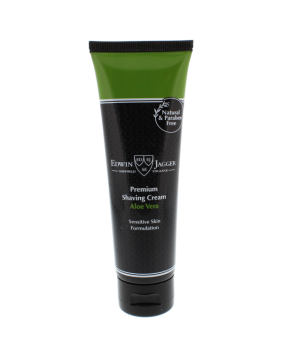 Natural
& Paraben
Free
EDWIN JAGGER
SHEFFIELD ENGLAND
Premium
Shaving Cream
Aloe Vera
Sensitive Skin
Formulation